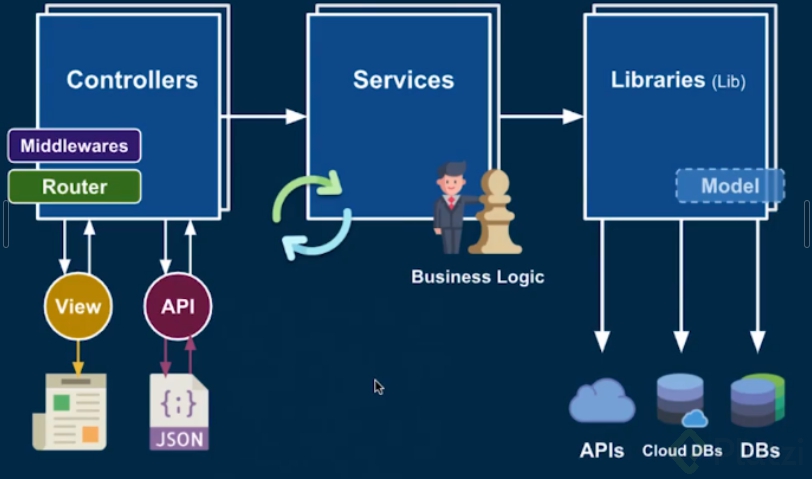 Controllers
Services
Libraries (Lib)
Middlewares
Router
Model
Business Logic
View
API
{;}
JSON
APIs
Cloud DBs
DBs